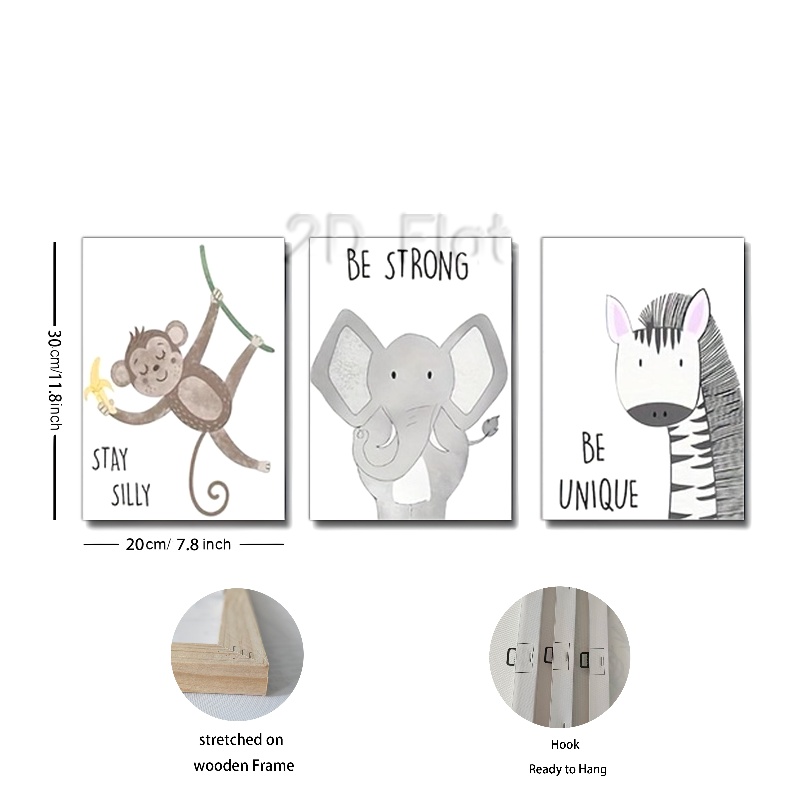 2D Flat
BE STRONG
30cm/11.8inch
STAY
SILLY
BE
UNIQUE
20cm/ 7.8 inch
stretched on
wooden Frame
Hook
Ready to Hang